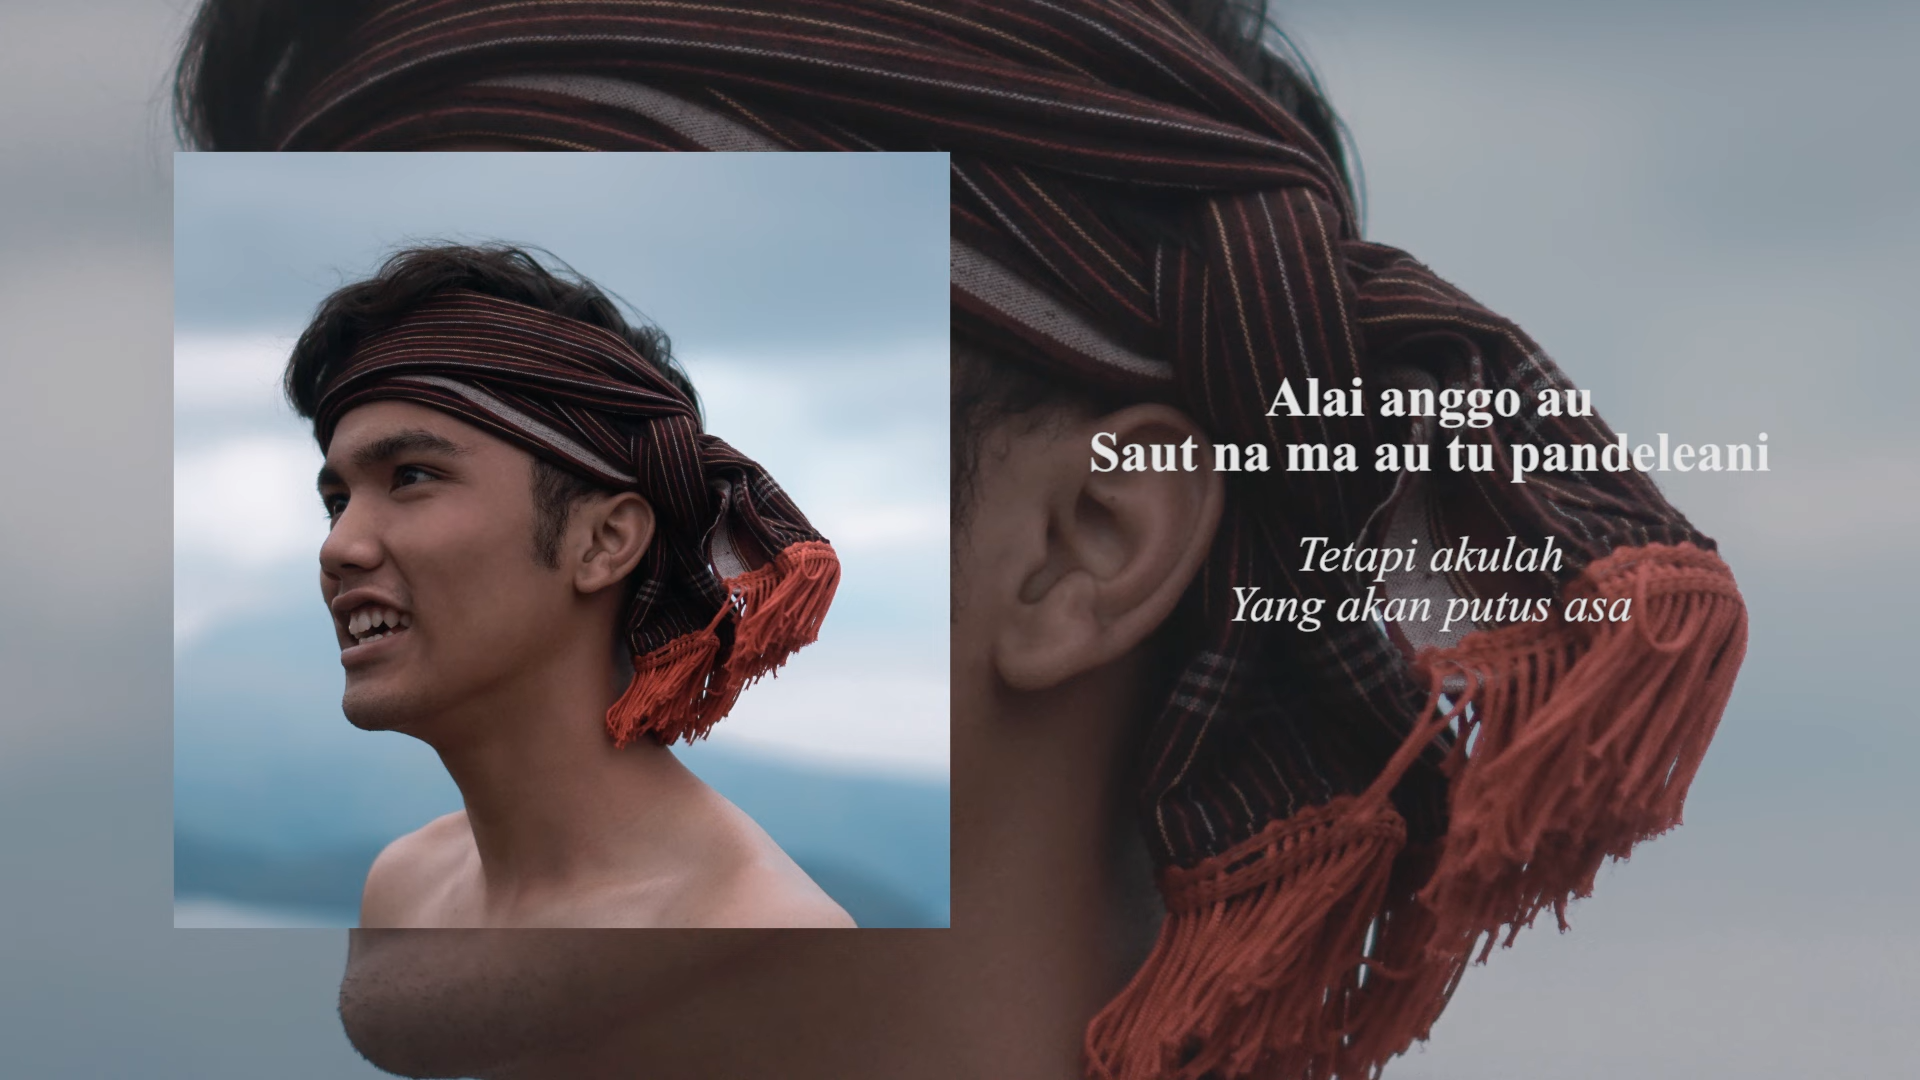 Alai anggo au
Saut na ma au tu pandeleani
Tetapi akulah
Yang akan putus asa